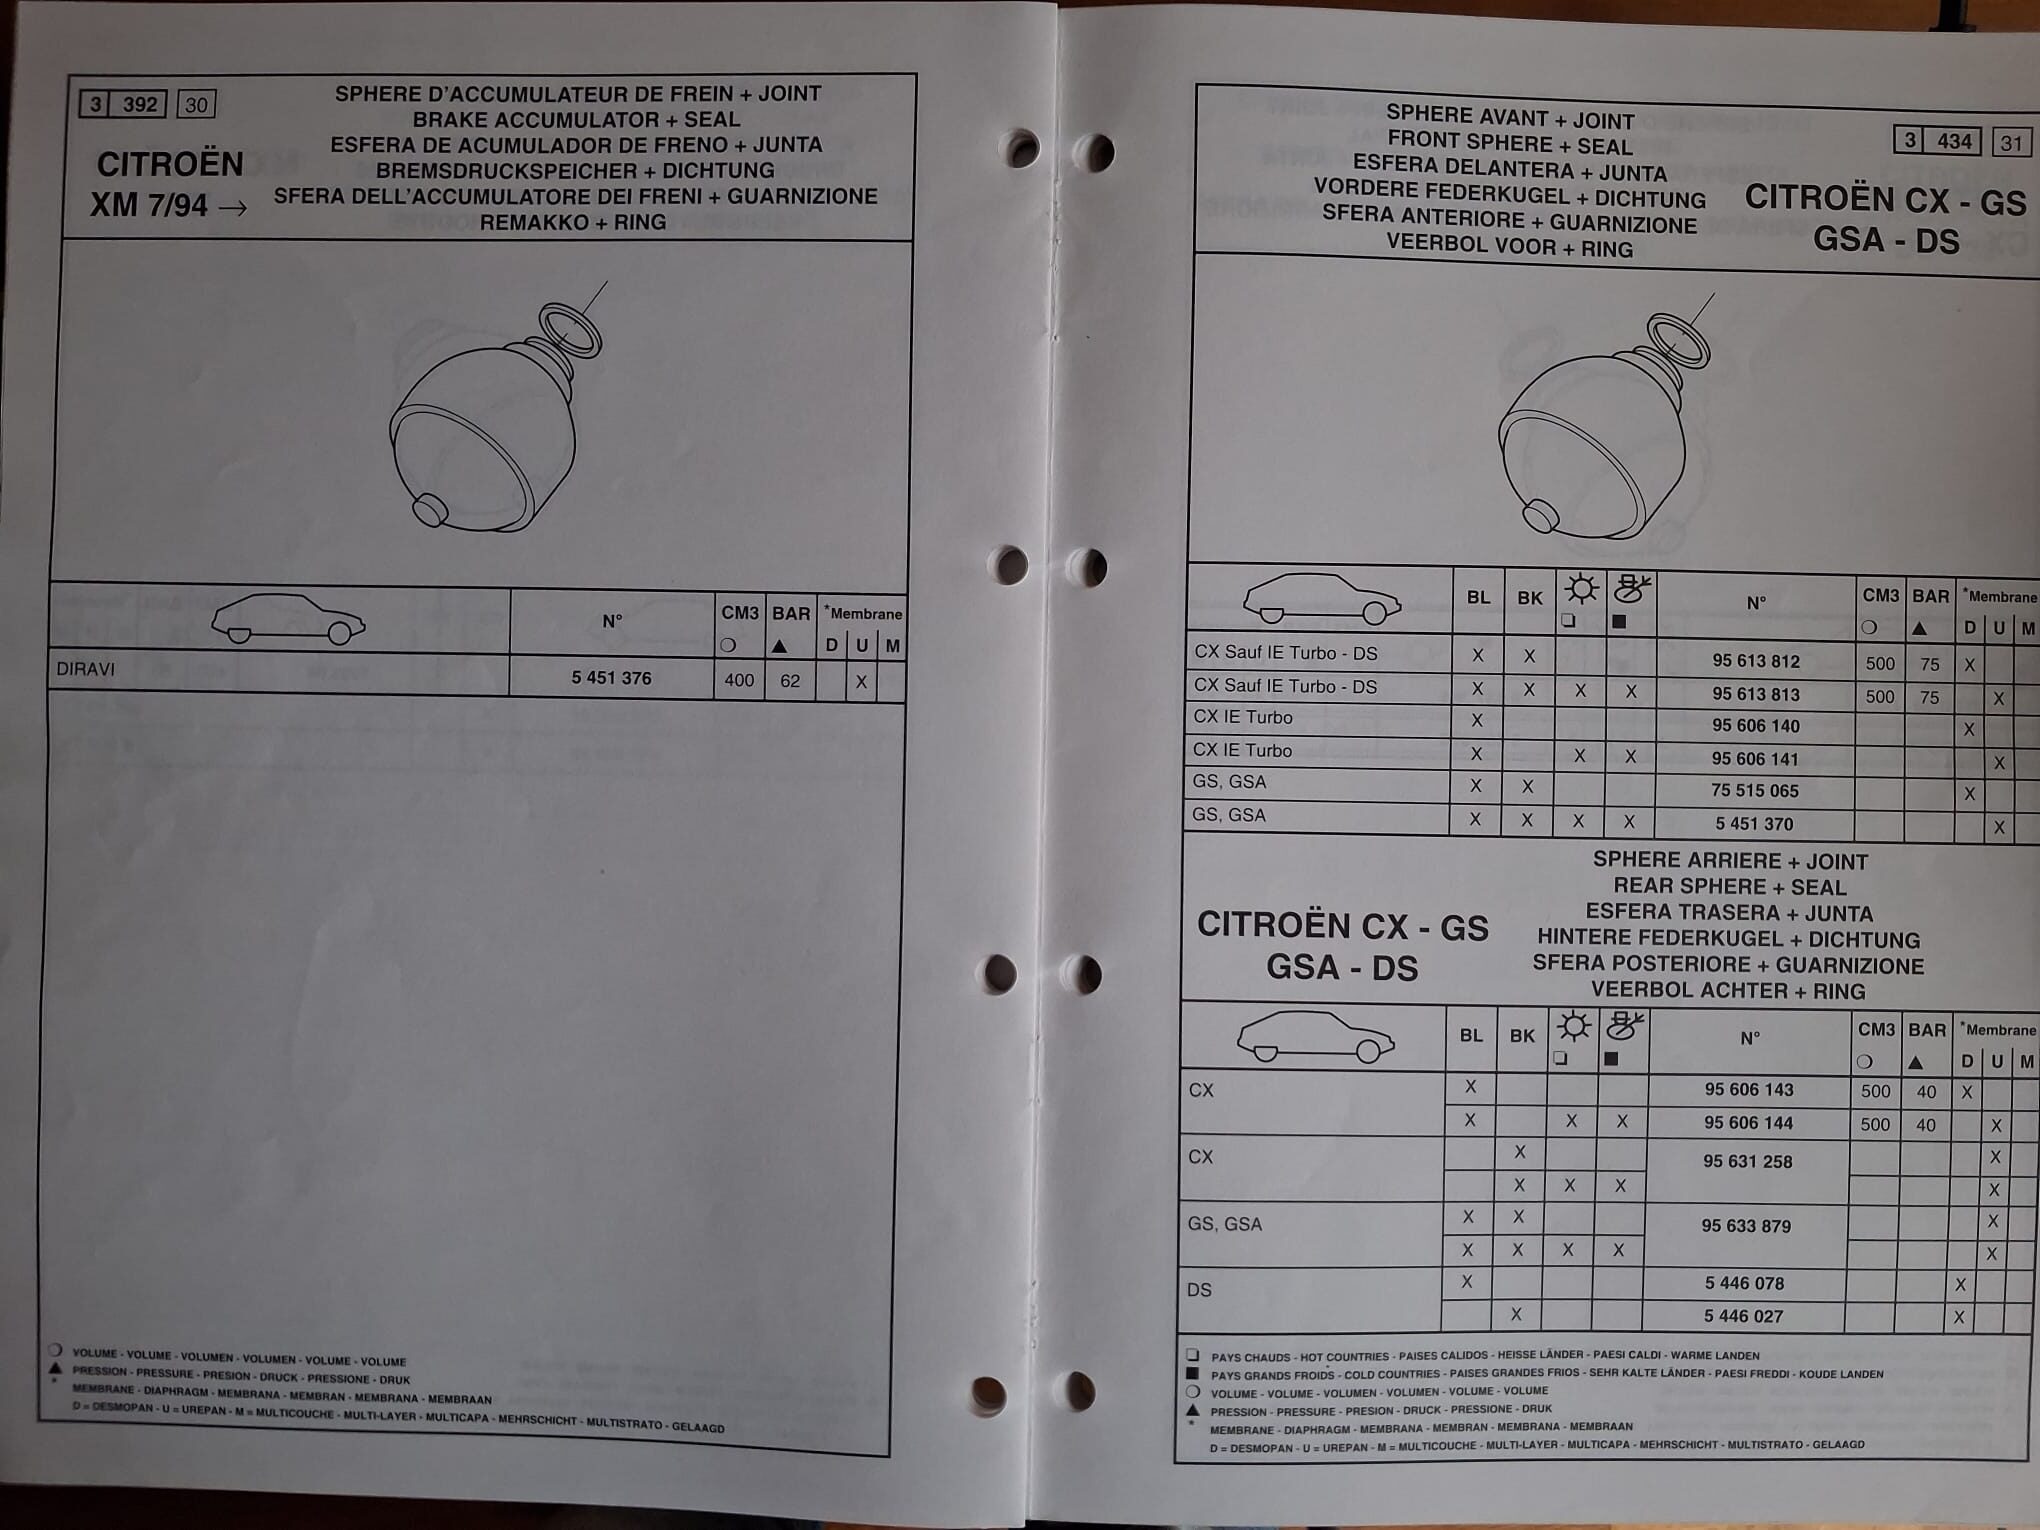 3 392 30
CITROËN
XM 7/94 →
SPHERE D'ACCUMULATEUR DE FREIN + JOINT
BRAKE ACCUMULATOR + SEAL
ESFERA DE ACUMULADOR DE FRENO + JUNTA
BREMSDRUCKSPEICHER + DICHTUNG
SFERA DELL'ACCUMULATORE DEI FRENI + GUARNIZIONE
REMAKKO + RING
N° CM3 BAR *Membrane
❍ ▲ D U M
DIRAVI 5 451 376 400 62 X
❍ VOLUME - VOLUME - VOLUMEN - VOLUMEN - VOLUME - VOLUME
▲ PRESSION - PRESSURE - PRESION - DRUCK - PRESSIONE - DRUK
* MEMBRANE - DIAPHRAGM - MEMBRANA - MEMBRAN - MEMBRANA - MEMBRAAN
D = DESMOPAN - U = UREPAN - M = MULTICOUCHE - MULTI-LAYER - MULTICAPA - MEHRSCHICHT - MULTISTRATO - GELAAGD
SPHERE AVANT + JOINT
FRONT SPHERE + SEAL
ESFERA DELANTERA + JUNTA
VORDERE FEDERKUGEL + DICHTUNG
SFERA ANTERIORE + GUARNIZIONE
VEERBOL VOOR + RING
3 434 31
CITROËN CX - GS
GSA - DS
BL BK N° CM3 BAR *Membrane
❏ ■ ❍ ▲ D U M
CX Sauf IE Turbo - DS X X 95 613 812 500 75 X
CX Sauf IE Turbo - DS X X X X 95 613 813 500 75 X
CX IE Turbo X 95 606 140 X
CX IE Turbo X X X 95 606 141 X
GS, GSA X X 75 515 065 X
GS, GSA X X X X 5 451 370 X
CITROËN CX - GS
GSA - DS
SPHERE ARRIERE + JOINT
REAR SPHERE + SEAL
ESFERA TRASERA + JUNTA
HINTERE FEDERKUGEL + DICHTUNG
SFERA POSTERIORE + GUARNIZIONE
VEERBOL ACHTER + RING
BL BK N° CM3 BAR *Membrane
❏ ■ ❍ ▲ D U M
CX X 95 606 143 500 40 X
X X X 95 606 144 500 40 X
CX X 95 631 258 X
X X X X
GS, GSA X X 95 633 879 X
X X X X X
DS X 5 446 078 X
X 5 446 027 X
❏ PAYS CHAUDS - HOT COUNTRIES - PAISES CALIDOS - HEISSE LÄNDER - PAESI CALDI - WARME LANDEN
■ PAYS GRANDS FROIDS - COLD COUNTRIES - PAISES GRANDES FRIOS - SEHR KALTE LÄNDER - PAESI FREDDI - KOUDE LANDEN
❍ VOLUME - VOLUME - VOLUMEN - VOLUMEN - VOLUME - VOLUME
▲ PRESSION - PRESSURE - PRESION - DRUCK - PRESSIONE - DRUK
* MEMBRANE - DIAPHRAGM - MEMBRANA - MEMBRAN - MEMBRANA - MEMBRAAN
D = DESMOPAN - U = UREPAN - M = MULTICOUCHE - MULTI-LAYER - MULTICAPA - MEHRSCHICHT - MULTISTRATO - GELAAGD